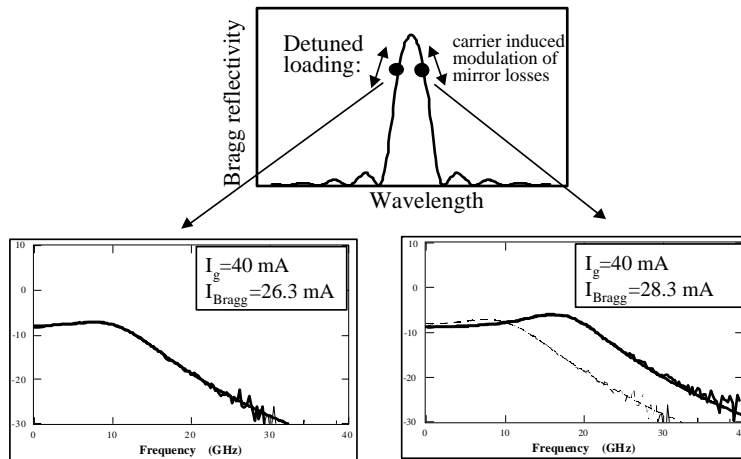 Detuned
loading:
carrier induced
modulation of
mirror losses
Bragg reflectivity
Wavelength
I_g=40 mA
I_Bragg=26.3 mA
10
0
-10
-20
-30
0
10
20
30
40
Frequency (GHz)
I_g=40 mA
I_Bragg=28.3 mA
10
0
-10
-20
-30
0
10
20
30
40
Frequency (GHz)